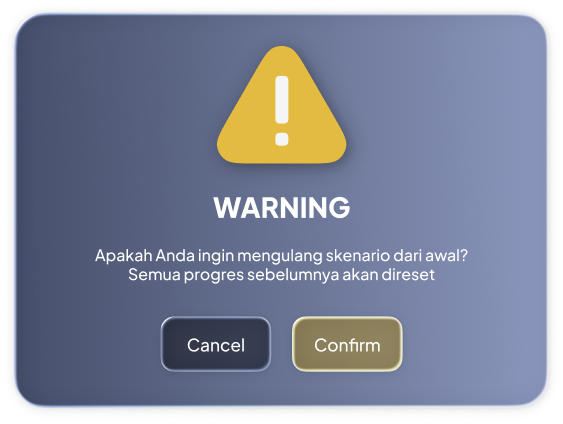 WARNING
Apakah Anda ingin mengulang skenario dari awal?
Semua progres sebelumnya akan direset
Cancel
Confirm